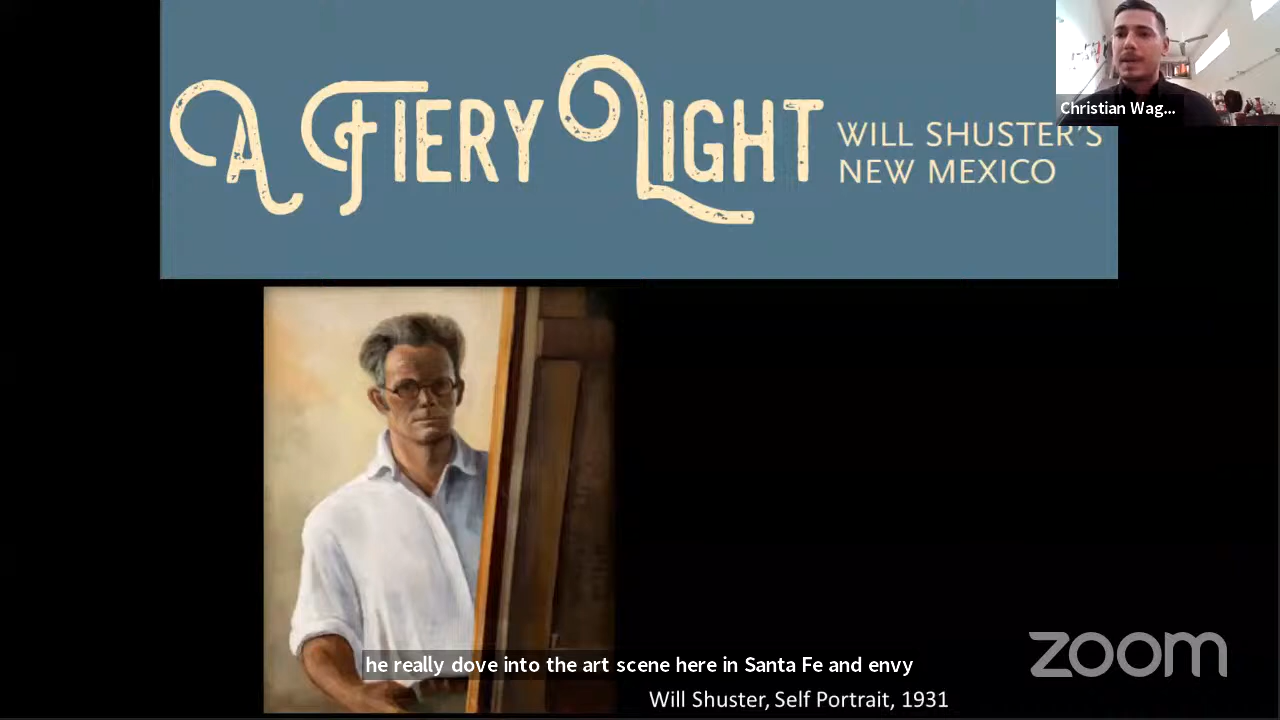 A FIERY LIGHT
WILL SHUSTER'S
NEW MEXICO
Christian Wag...
he really dove into the art scene here in Santa Fe and envy
zoom
Will Shuster, Self Portrait, 1931